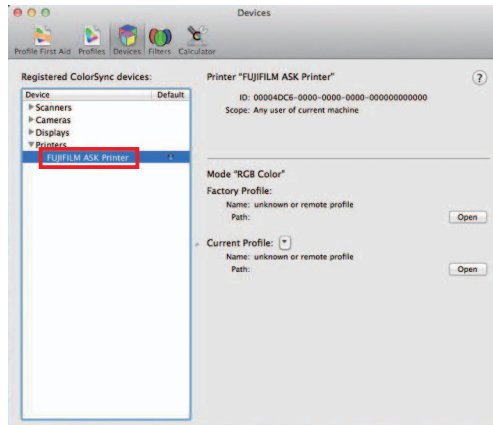 Devices
Profile First Aid Profiles Devices Filters Calculator
Registered ColorSync devices:
Device Default
Scanners
Cameras
Displays
Printers
FUJIFILM ASK Printer
Printer "FUJIFILM ASK Printer"
?
ID: 00004DC6-0000-0000-0000-000000000000
Scope: Any user of current machine
Mode "RGB Color"
Factory Profile:
Name: unknown or remote profile
Path: Open
Current Profile:
Name: unknown or remote profile
Path: Open